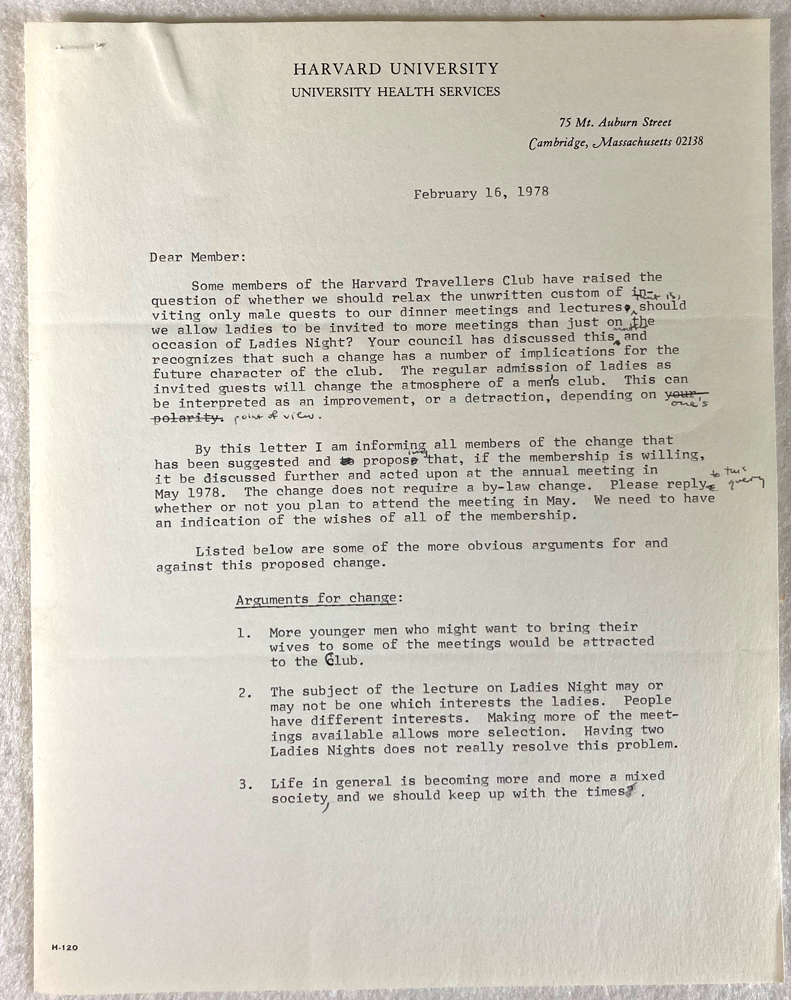 HARVARD UNIVERSITY
UNIVERSITY HEALTH SERVICES
75 Mt. Auburn Street
Cambridge, Massachusetts 02138
February 16, 1978
Dear Member:
Some members of the Harvard Travellers Club have raised the
question of whether we should relax the unwritten custom of in-
that is,
viting only male quests to our dinner meetings and lectures, should
we allow ladies to be invited to more meetings than just on the
occasion of Ladies Night? Your council has discussed this and
recognizes that such a change has a number of implications for the
future character of the club. The regular admission of ladies as
invited guests will change the atmosphere of a men's club. This can
be interpreted as an improvement, or a detraction, depending on your
one's
polarity. point of view.
By this letter I am informing all members of the change that
has been suggested and proposing that, if the membership is willing,
it be discussed further and acted upon at the annual meeting in
to this
May 1978. The change does not require a by-law change. Please reply query
whether or not you plan to attend the meeting in May. We need to have
an indication of the wishes of all of the membership.
Listed below are some of the more obvious arguments for and
against this proposed change.
Arguments for change:
1. More younger men who might want to bring their
wives to some of the meetings would be attracted
to the Club.
2. The subject of the lecture on Ladies Night may or
may not be one which interests the ladies. People
have different interests. Making more of the meet-
ings available allows more selection. Having two
Ladies Nights does not really resolve this problem.
3. Life in general is becoming more and more a mixed
society, and we should keep up with the times.
H-120